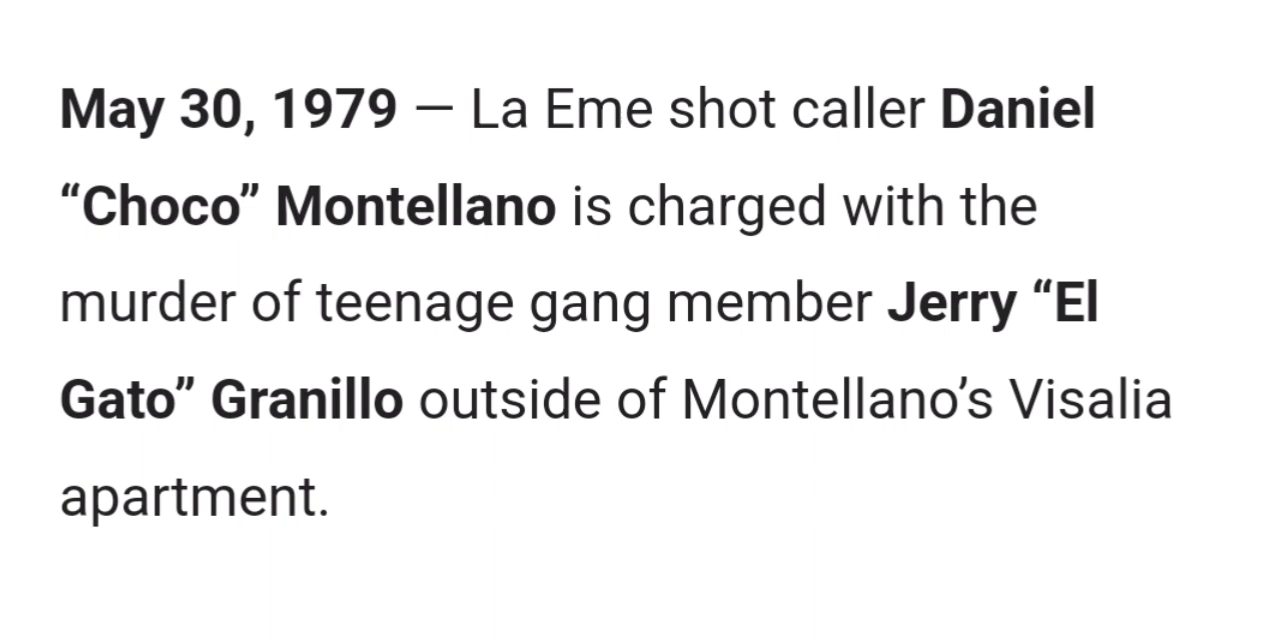 May 30, 1979 — La Eme shot caller Daniel
“Choco” Montellano is charged with the
murder of teenage gang member Jerry “El
Gato” Granillo outside of Montellano’s Visalia
apartment.